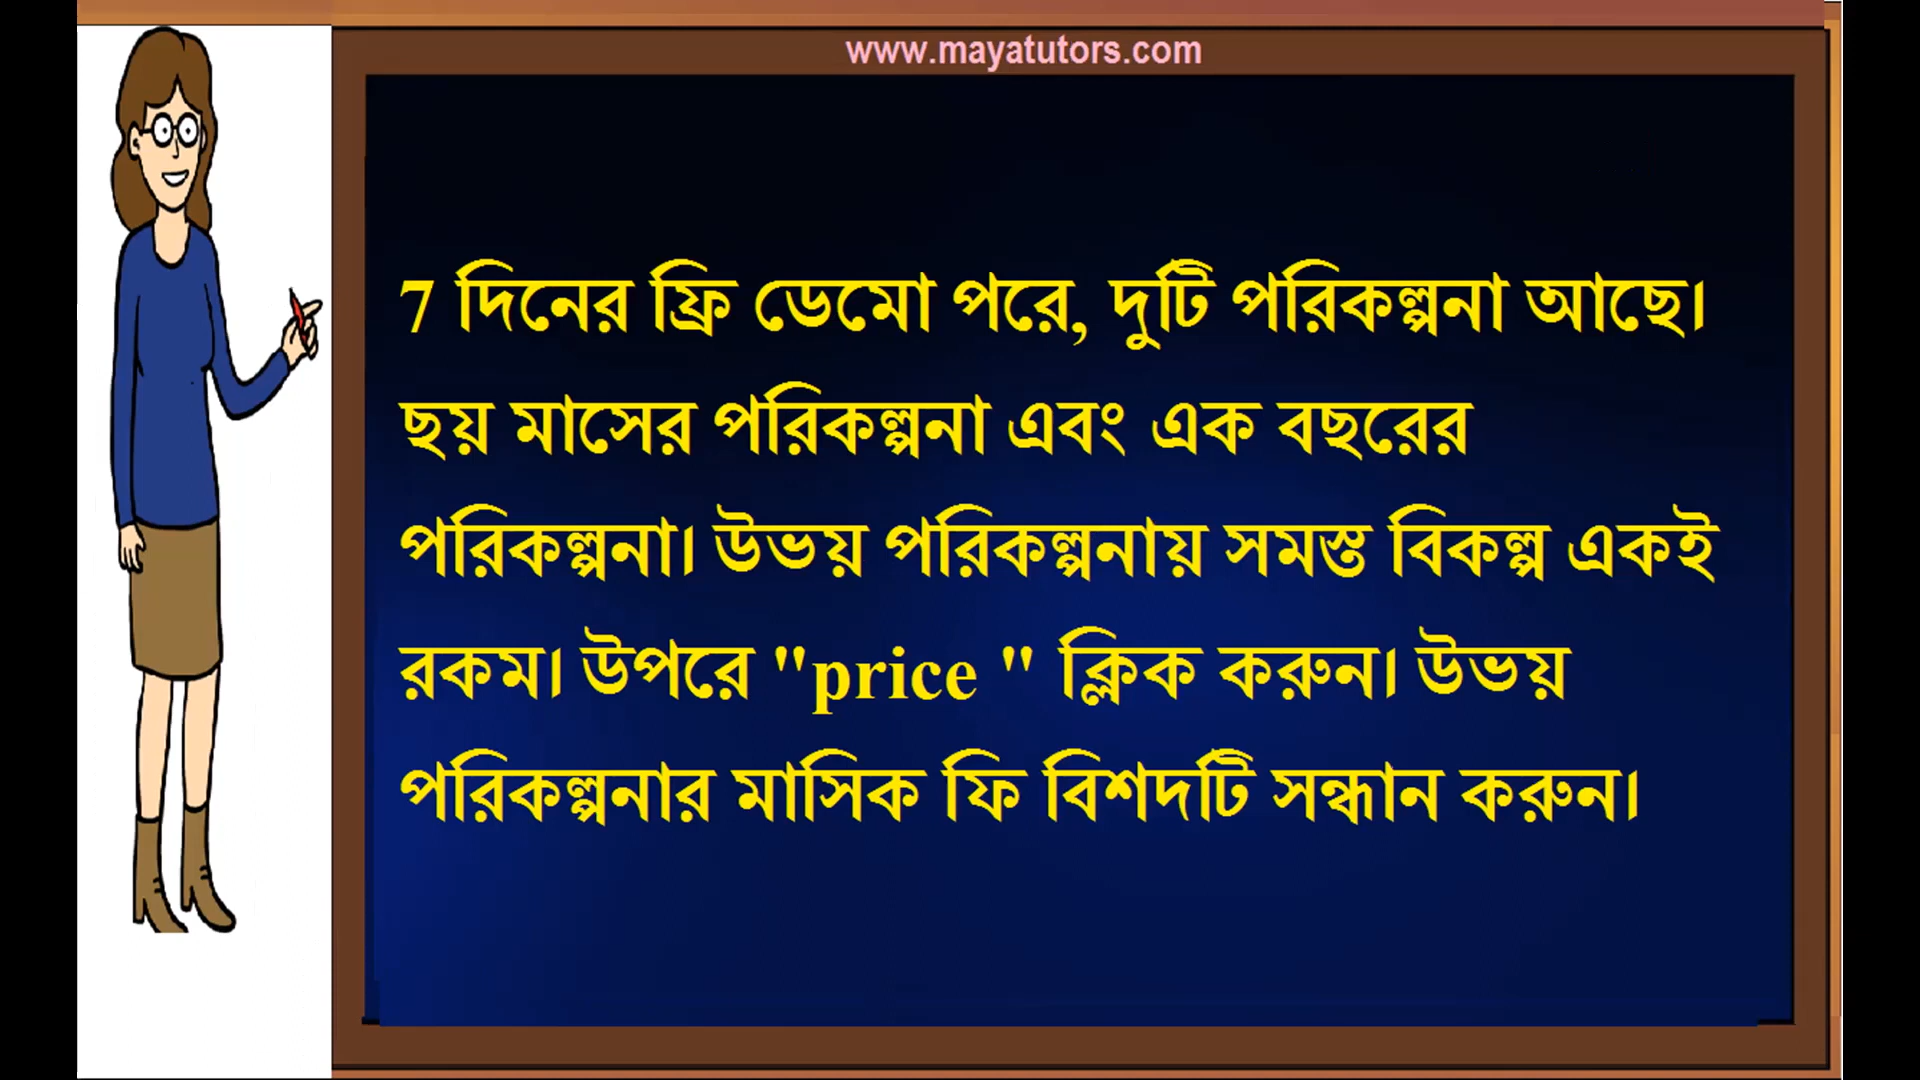 www.mayatutors.com
7 দিনের ফ্রি ডেমো পরে, দুটি পরিকল্পনা আছে।
ছয় মাসের পরিকল্পনা এবং এক বছরের
পরিকল্পনা। উভয় পরিকল্পনায় সমস্ত বিকল্প একই
রকম। উপরে "price " ক্লিক করুন। উভয়
পরিকল্পনার মাসিক ফি বিশদটি সন্ধান করুন।